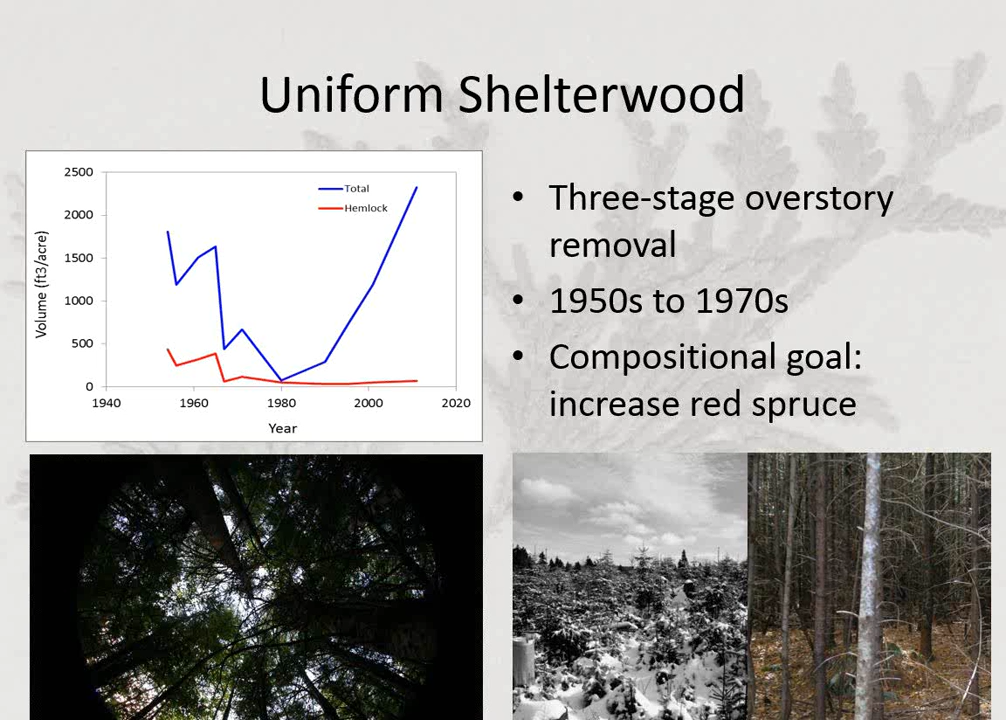 Uniform Shelterwood
2500
2000
1500
1000
500
0
Volume (ft3/acre)
Total
Hemlock
1940
1960
1980
2000
2020
Year
• Three-stage overstory
removal
• 1950s to 1970s
• Compositional goal:
increase red spruce